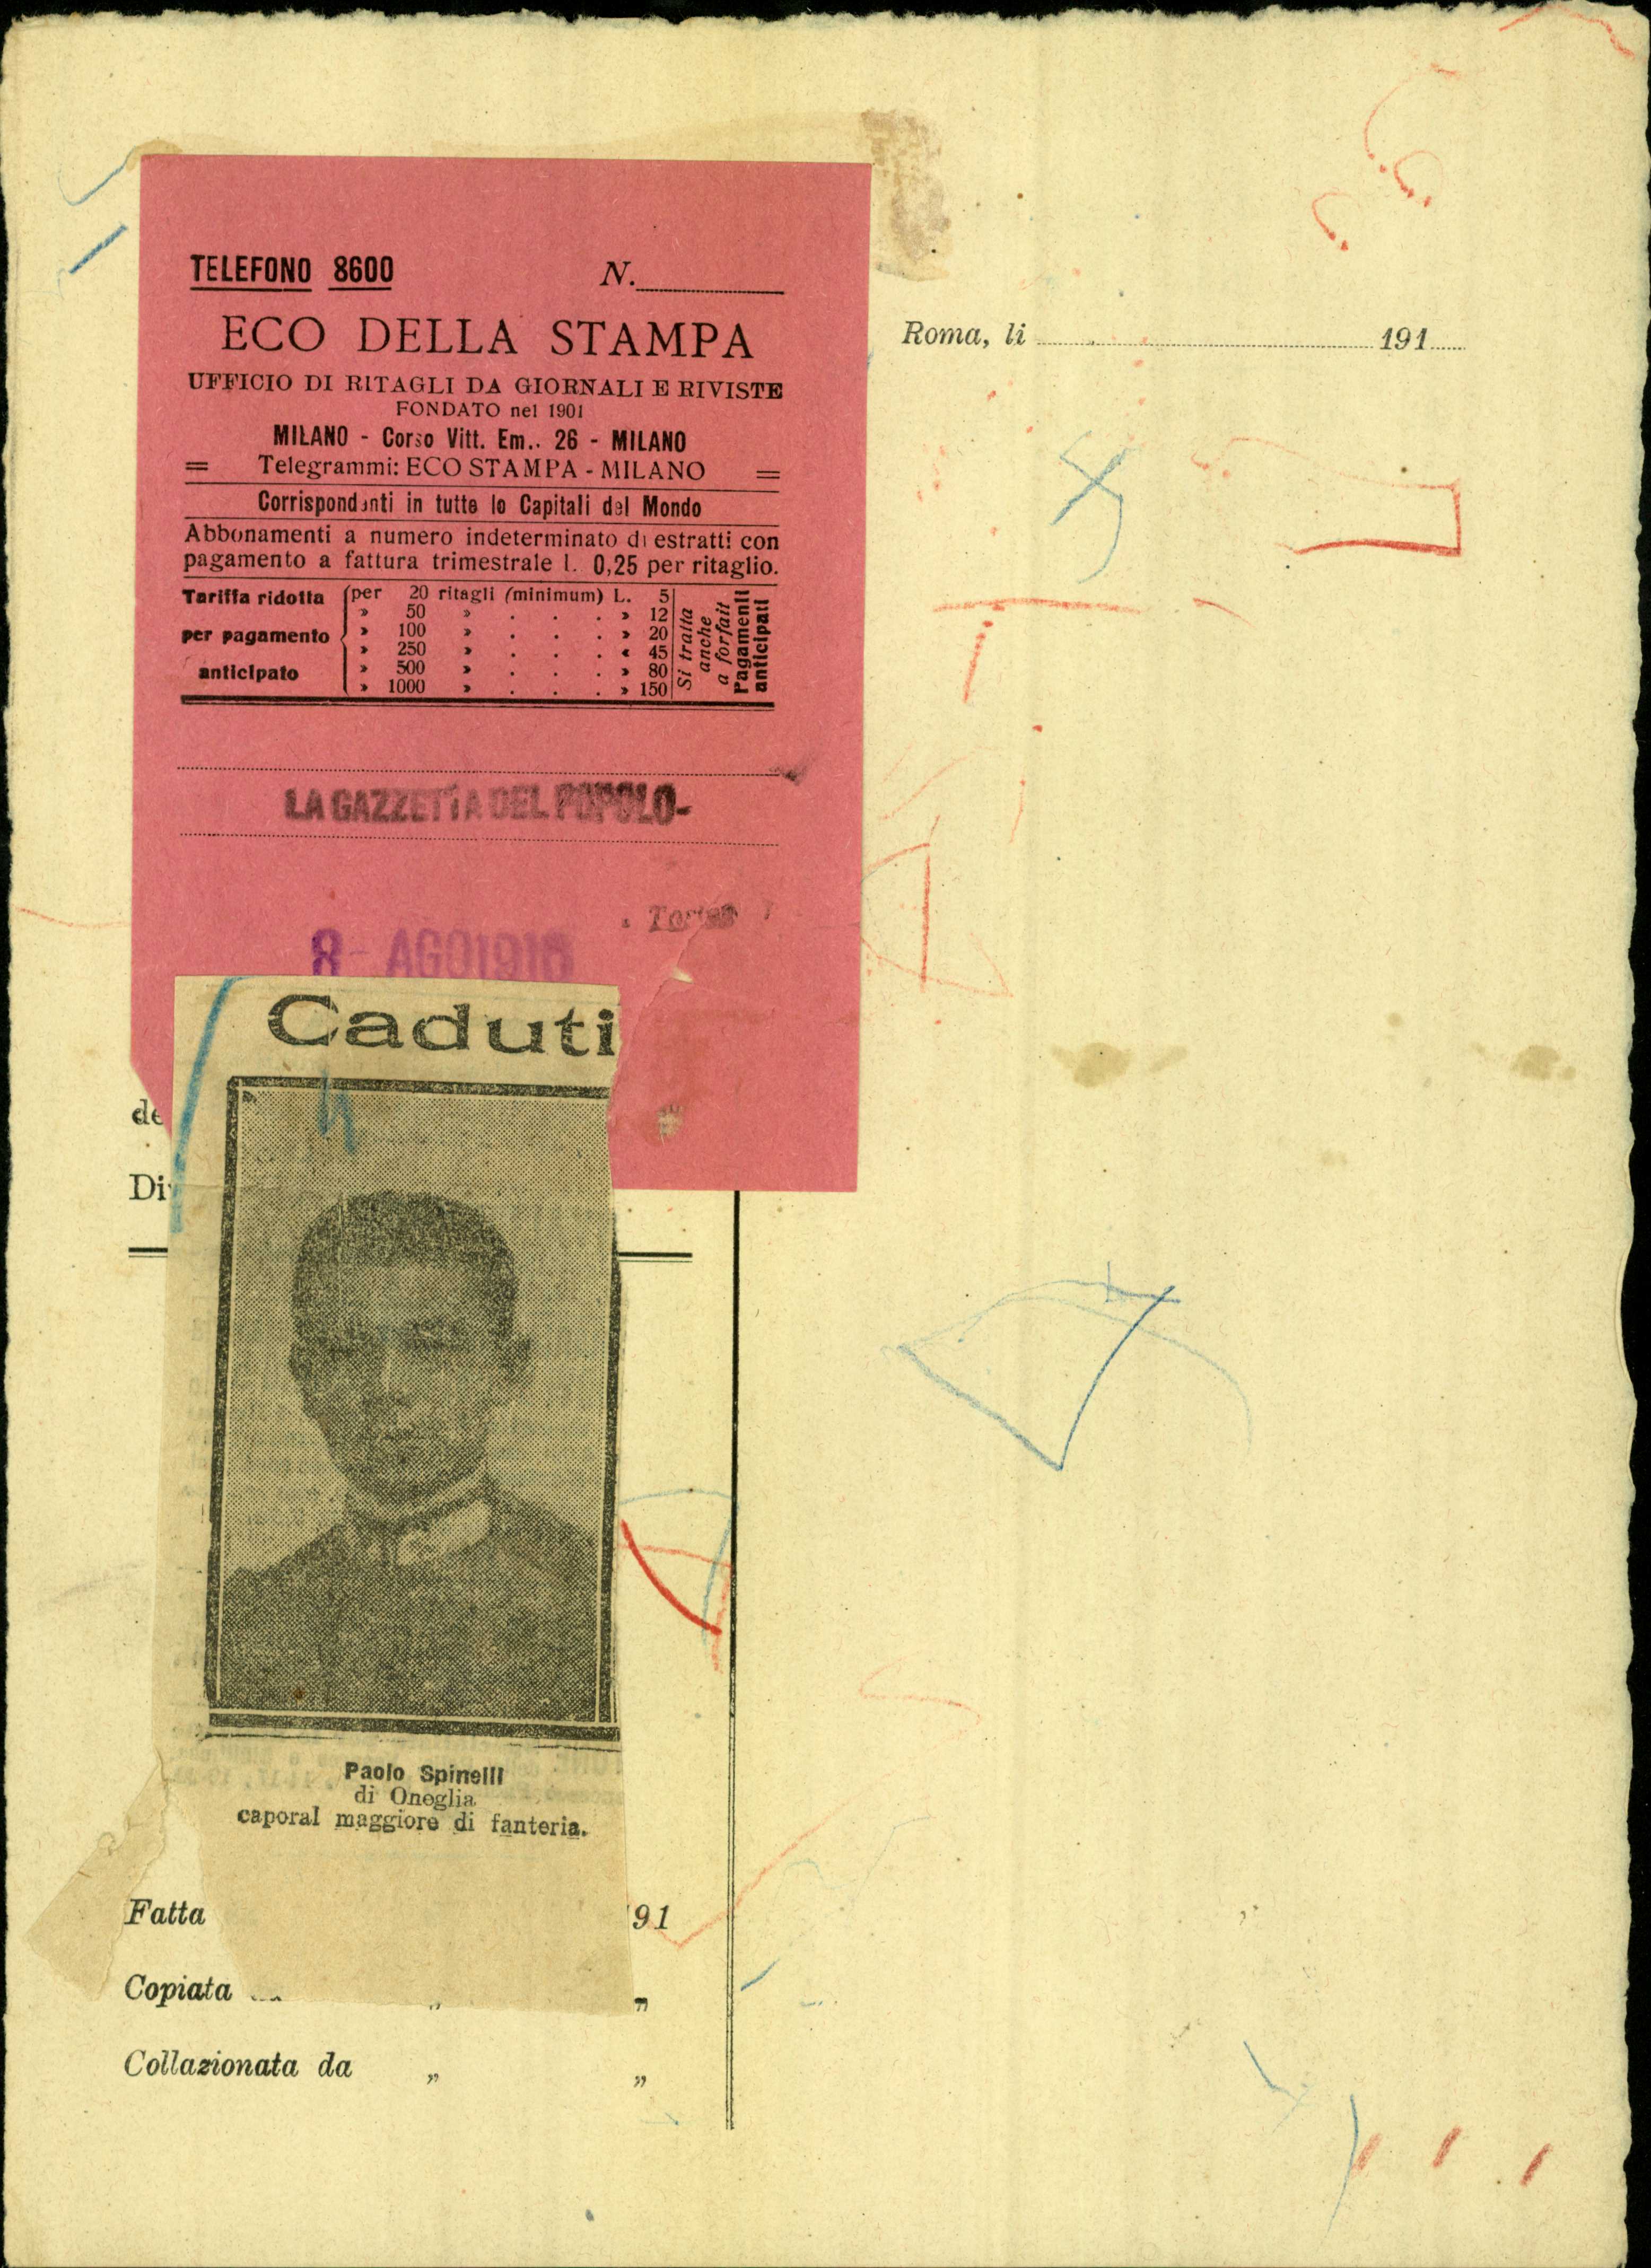 TELEFONO 8600 N.
ECO DELLA STAMPA
UFFICIO DI RITAGLI DA GIORNALI E RIVISTE
FONDATO nel 1901
MILANO - Corso Vitt. Em.. 26 - MILANO
= Telegrammi: ECO STAMPA - MILANO =
Corrispondenti in tutte le Capitali del Mondo
Abbonamenti a numero indeterminato di estratti con
pagamento a fattura trimestrale l. 0,25 per ritaglio.
Tariffa ridotta
per pagamento
anticipato
per 20 ritagli (minimum) L. 5
» 50 » . . . » 12
» 100 » . . . » 20
» 250 » . . . « 45
» 500 » . . . » 80
» 1000 » . . . » 150
Si tratta
anche
a forfait
Pagamenti
anticipati
LA GAZZETTA DEL POPOLO-
Torino
8 - AGO 1916
Roma, li 191
Caduti
de
Di
Paolo Spinelli
di Oneglia
caporal maggiore di fanteria.
Fatta 91
Copiata „ „
Collazionata da „ „